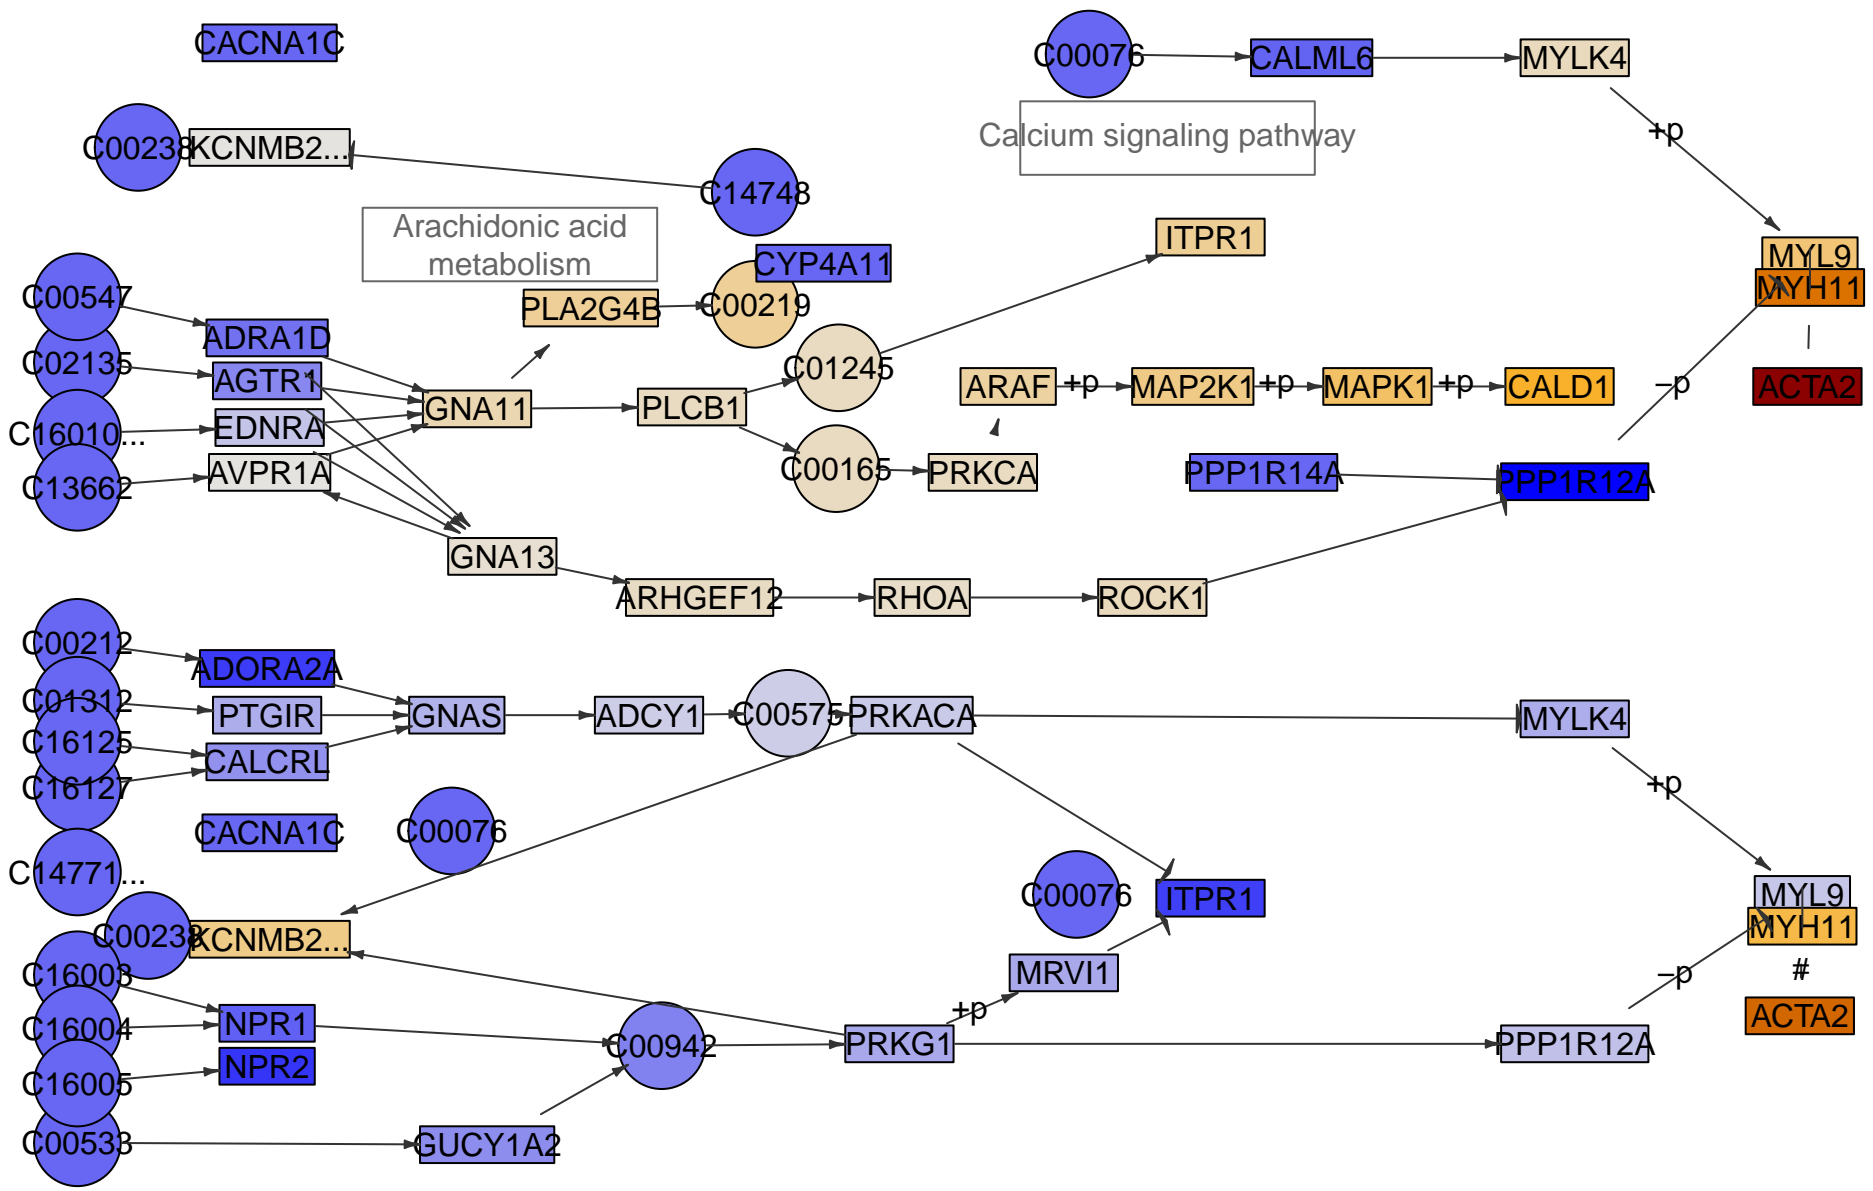 CACNA1C
C00076
CALML6
MYLK4
Calcium signaling pathway
+p
C00238
KCNMB2...
C14748
Arachidonic acid
metabolism
ITPR1
CYP4A11
MYL9
MYH11
C00547
PLA2G4B
C00219
ADRA1D
C02135
AGTR1
C01245
ARAF
+p
MAP2K1
+p
MAPK1
+p
CALD1
−p
ACTA2
GNA11
PLCB1
C16010...
EDNRA
C13662
AVPR1A
C00165
PRKCA
PPP1R14A
PPP1R12A
GNA13
ARHGEF12
RHOA
ROCK1
C00212
ADORA2A
C01312
PTGIR
GNAS
ADCY1
C00575
PRKACA
MYLK4
C16125
CALCRL
C16127
+p
CACNA1C
C00076
C14771...
C00076
ITPR1
MYL9
MYH11
C00238
KCNMB2...
C16003
MRVI1
−p
#
+p
ACTA2
C16004
NPR1
C00942
PRKG1
PPP1R12A
C16005
NPR2
C00533
GUCY1A2